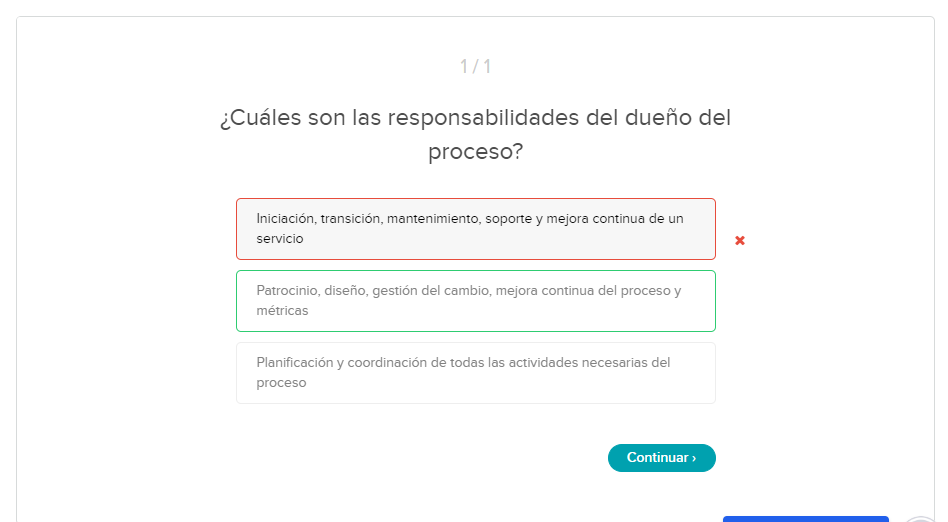 1 / 1
¿Cuáles son las responsabilidades del dueño del
proceso?
Iniciación, transición, mantenimiento, soporte y mejora continua de un
servicio
Patrocinio, diseño, gestión del cambio, mejora continua del proceso y
métricas
Planificación y coordinación de todas las actividades necesarias del
proceso
Continuar ›